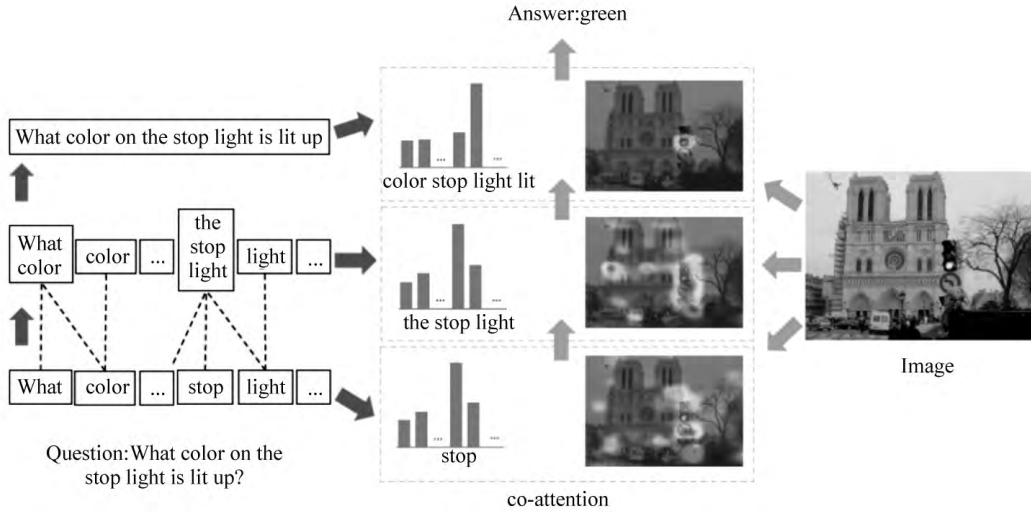 Answer:green
What color on the stop light is lit up
... ...
color stop light lit
What
color
color
...
the
stop
light
light
...
... ...
the stop light
What
color
...
stop
light
...
... ...
stop
Image
Question:What color on the
stop light is lit up?
co-attention